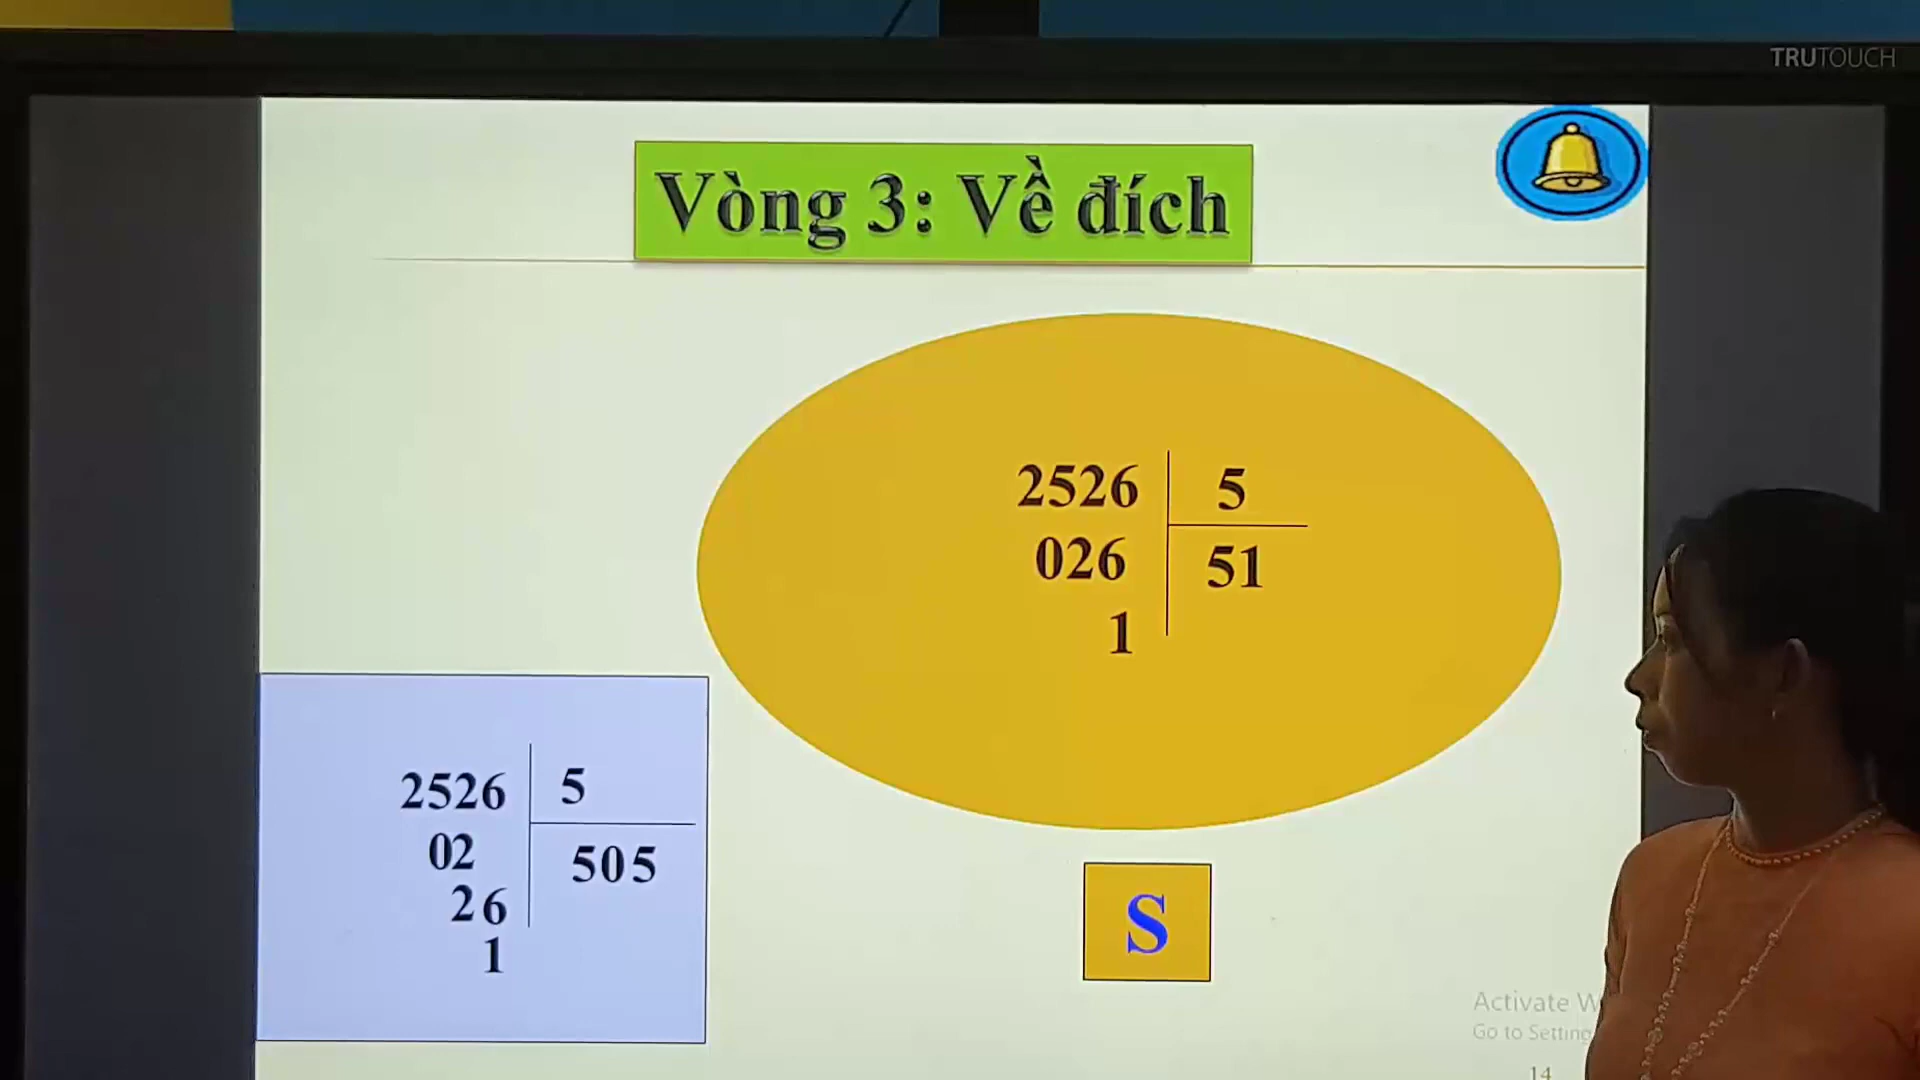 TRUTOUCH
Vòng 3: Về đích
2526 5
026 51
1
2526 5
02 505
26
1
S
Activate
Go to Setting
14